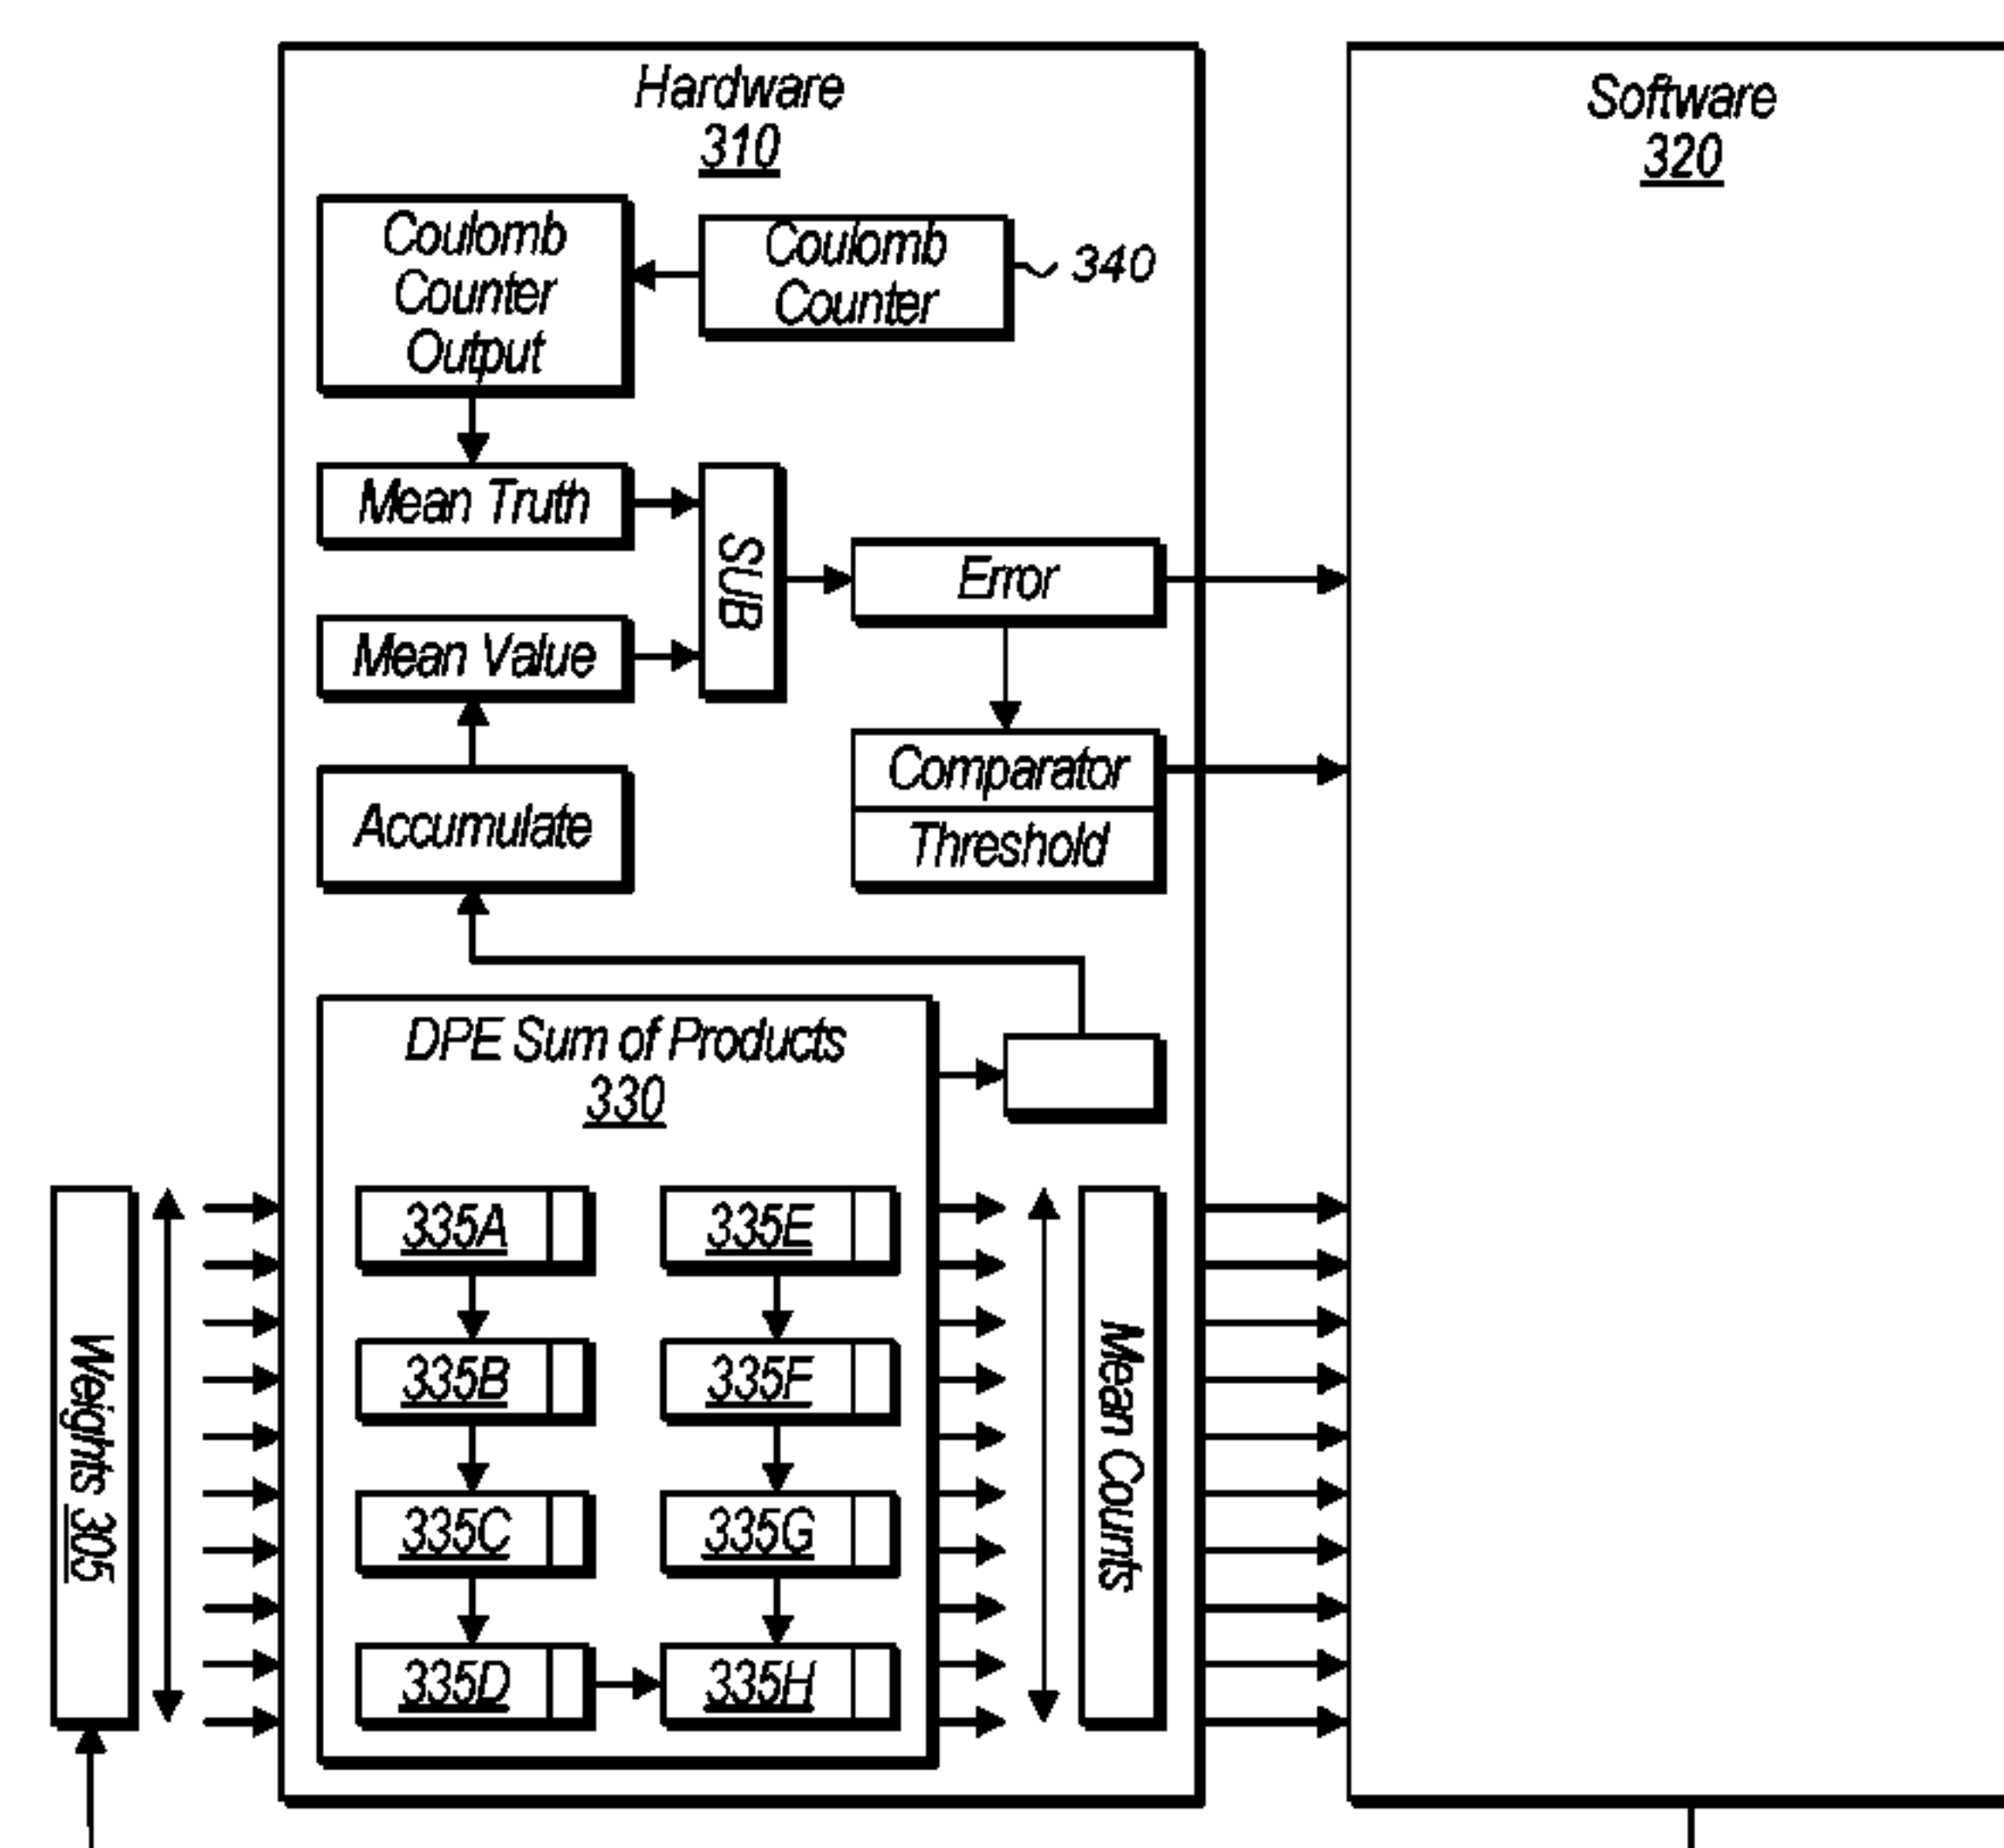 Hardware
310
Software
320
Coulomb
Counter
Output
Coulomb
Counter
340
Mean Truth
SUB
Error
Mean Value
Comparator
Threshold
Accumulate
DPE Sum of Products
330
335A
335E
335B
335F
335C
335G
335D
335H
Weights 305
Mean Counts